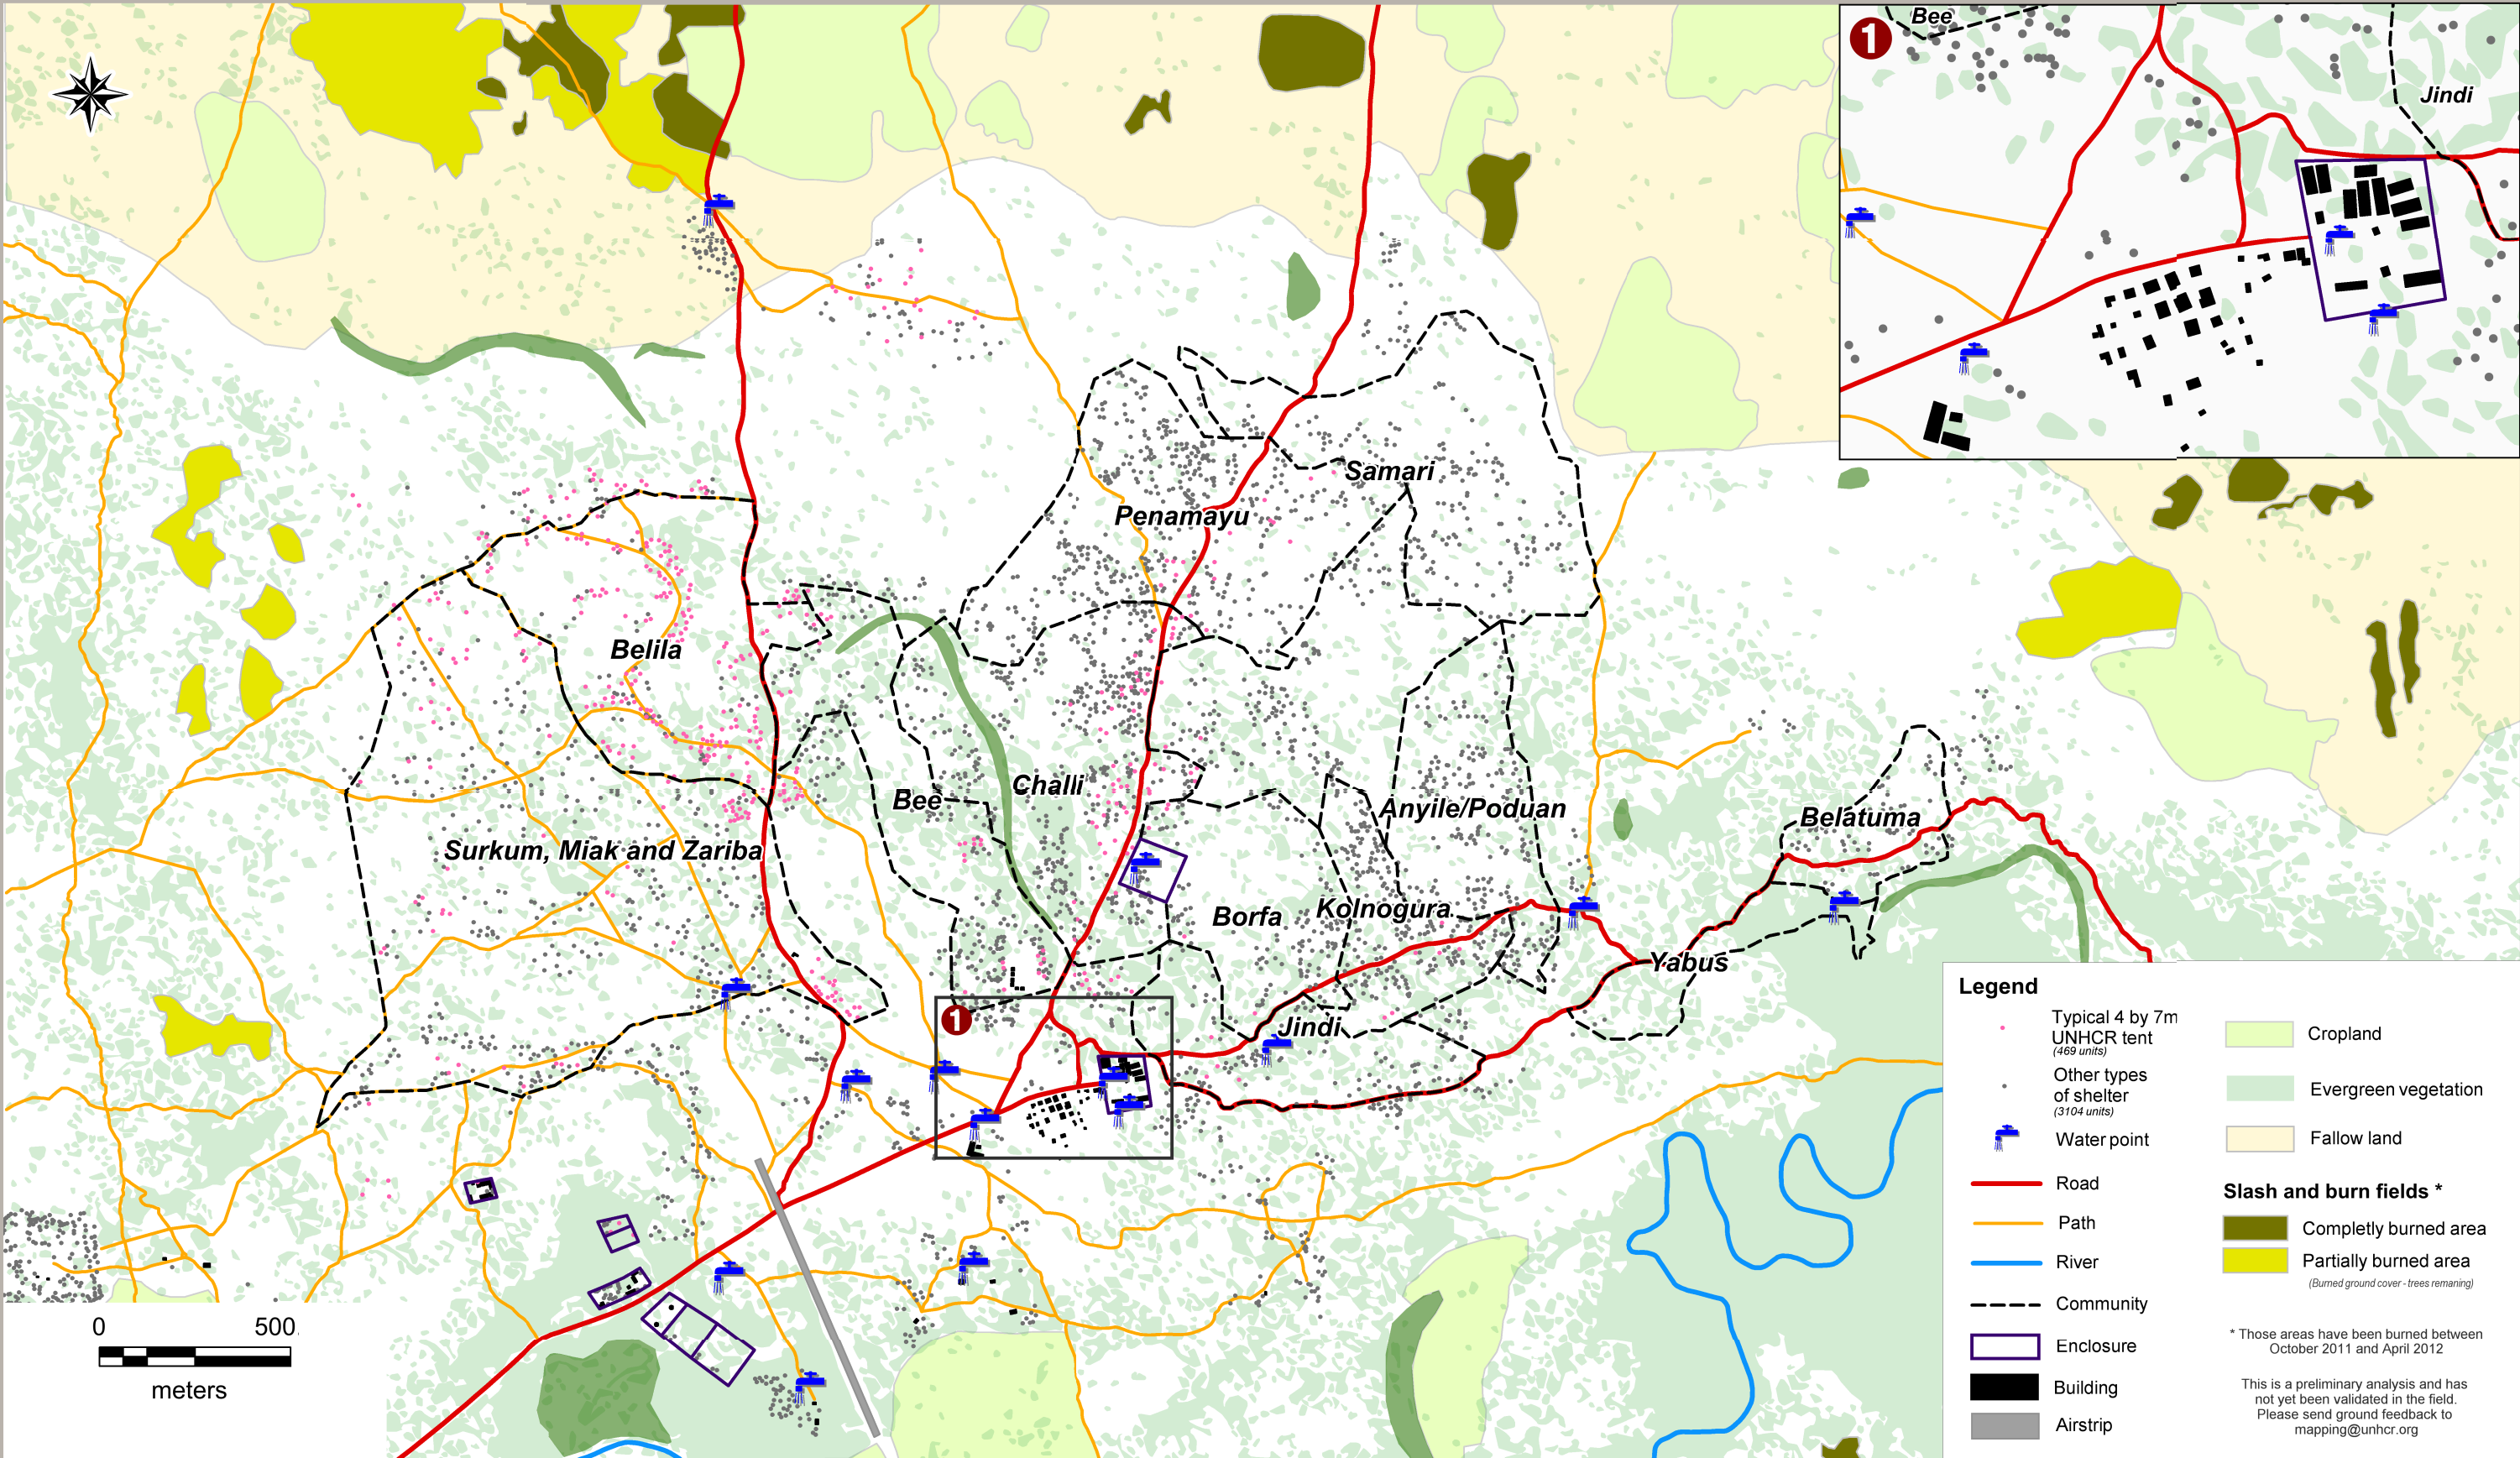 1
Bee
Jindi
Samari
Penamayu
Belila
Challi
Bee
Anyile/Poduan
Belatuma
Surkum, Miak and Zariba
Borfa
Kolnogura
Yabus
Jindi
1
0 500
meters
Legend
Typical 4 by 7m
UNHCR tent
(469 units)
Other types
of shelter
(3104 units)
Water point
Road
Path
River
Community
Enclosure
Building
Airstrip
Cropland
Evergreen vegetation
Fallow land
Slash and burn fields *
Completly burned area
Partially burned area
(Burned ground cover - trees remaning)
* Those areas have been burned between
October 2011 and April 2012
This is a preliminary analysis and has
not yet been validated in the field.
Please send ground feedback to
mapping@unhcr.org